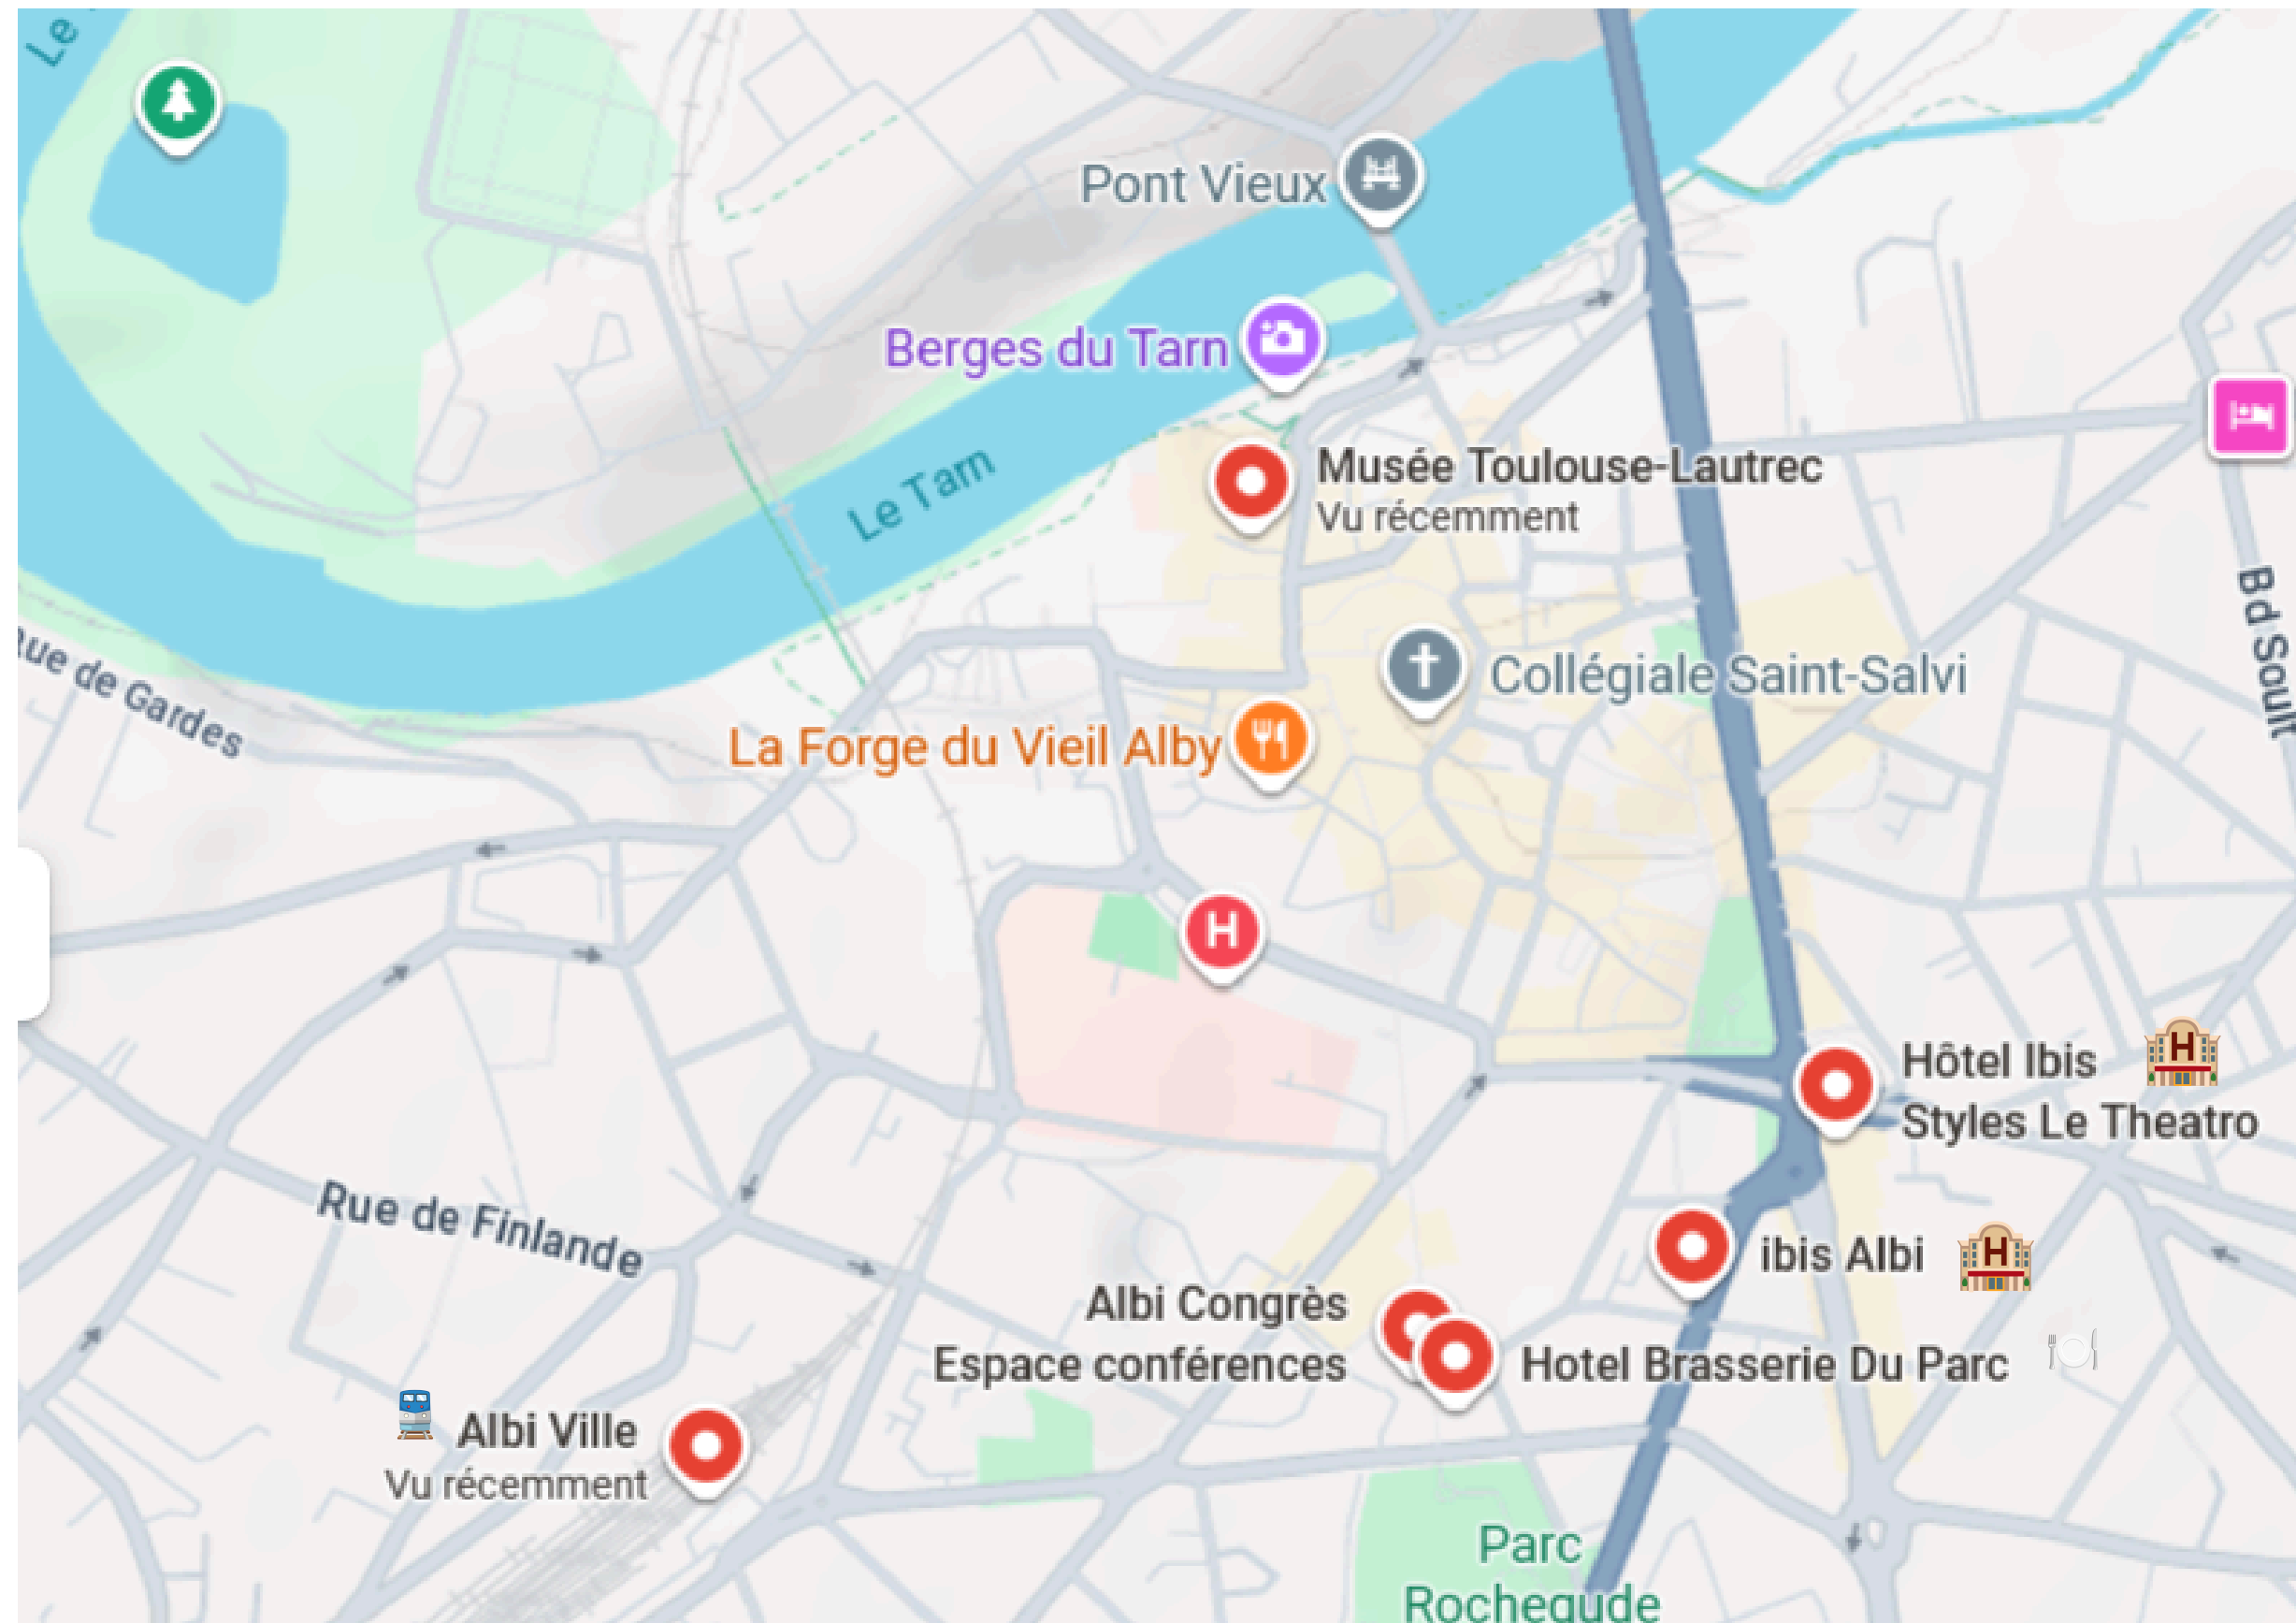 Le
Pont Vieux
Berges du Tarn
Le Tarn
Musée Toulouse-Lautrec
Vu récemment
Bd Soult
Rue de Gardes
Collégiale Saint-Salvi
La Forge du Vieil Alby
H
Hôtel Ibis
H
Styles Le Theatro
Rue de Finlande
ibis Albi
H
Albi Congrès
Espace conférences
Hotel Brasserie Du Parc
Albi Ville
Vu récemment
Parc
Rochegude